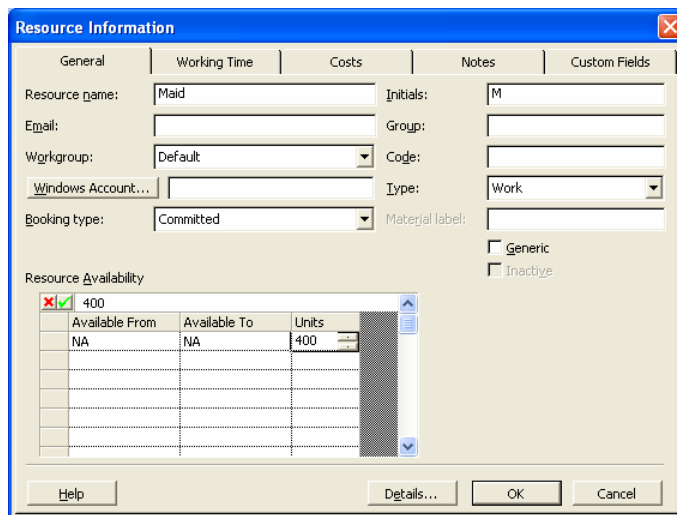 Resource Information
General Working Time Costs Notes Custom Fields
Resource name: Maid Initials: M
Email: Group:
Workgroup: Default Code:
Windows Account... Type: Work
Booking type: Committed Material label:
Generic
Inactive
Resource Availability
400
Available From Available To Units
NA NA 400
Help Details... OK Cancel